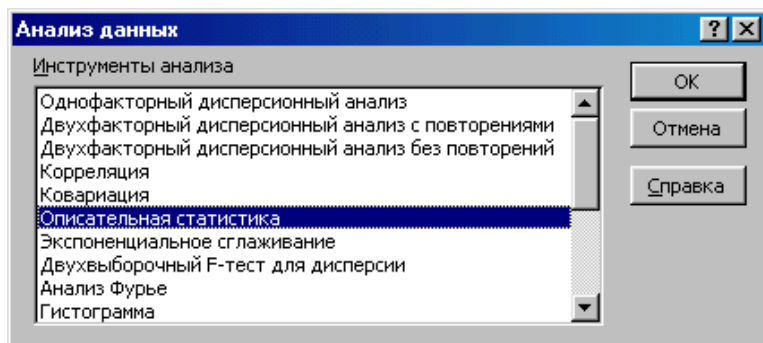 Анализ данных
Инструменты анализа
Однофакторный дисперсионный анализ
Двухфакторный дисперсионный анализ с повторениями
Двухфакторный дисперсионный анализ без повторений
Корреляция
Ковариация
Описательная статистика
Экспоненциальное сглаживание
Двухвыборочный F-тест для дисперсии
Анализ Фурье
Гистограмма
OK
Отмена
Справка